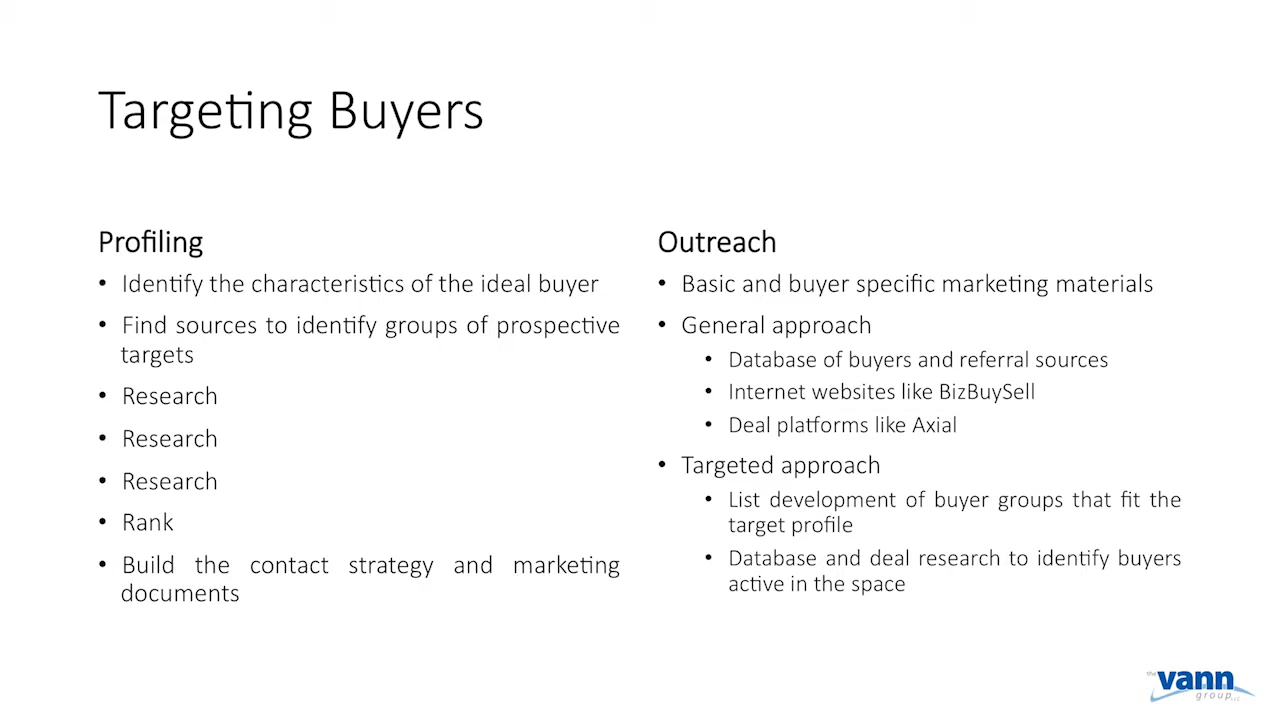 Targeting Buyers
Profiling
• Identify the characteristics of the ideal buyer
• Find sources to identify groups of prospective
targets
• Research
• Research
• Research
• Rank
• Build the contact strategy and marketing
documents
Outreach
• Basic and buyer specific marketing materials
• General approach
• Database of buyers and referral sources
• Internet websites like BizBuySell
• Deal platforms like Axial
• Targeted approach
• List development of buyer groups that fit the
target profile
• Database and deal research to identify buyers
active in the space
the vann
group LLC